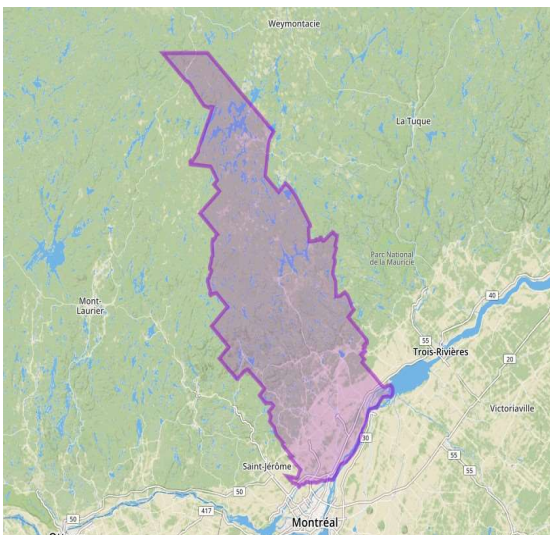 Weymontacie
La Tuque
Parc National
de la Mauricie
40
Mont-
Laurier
55
Trois-Rivières
20
Victoriaville
30
55
Saint-Jérôme
55
50
417
50
Montréal